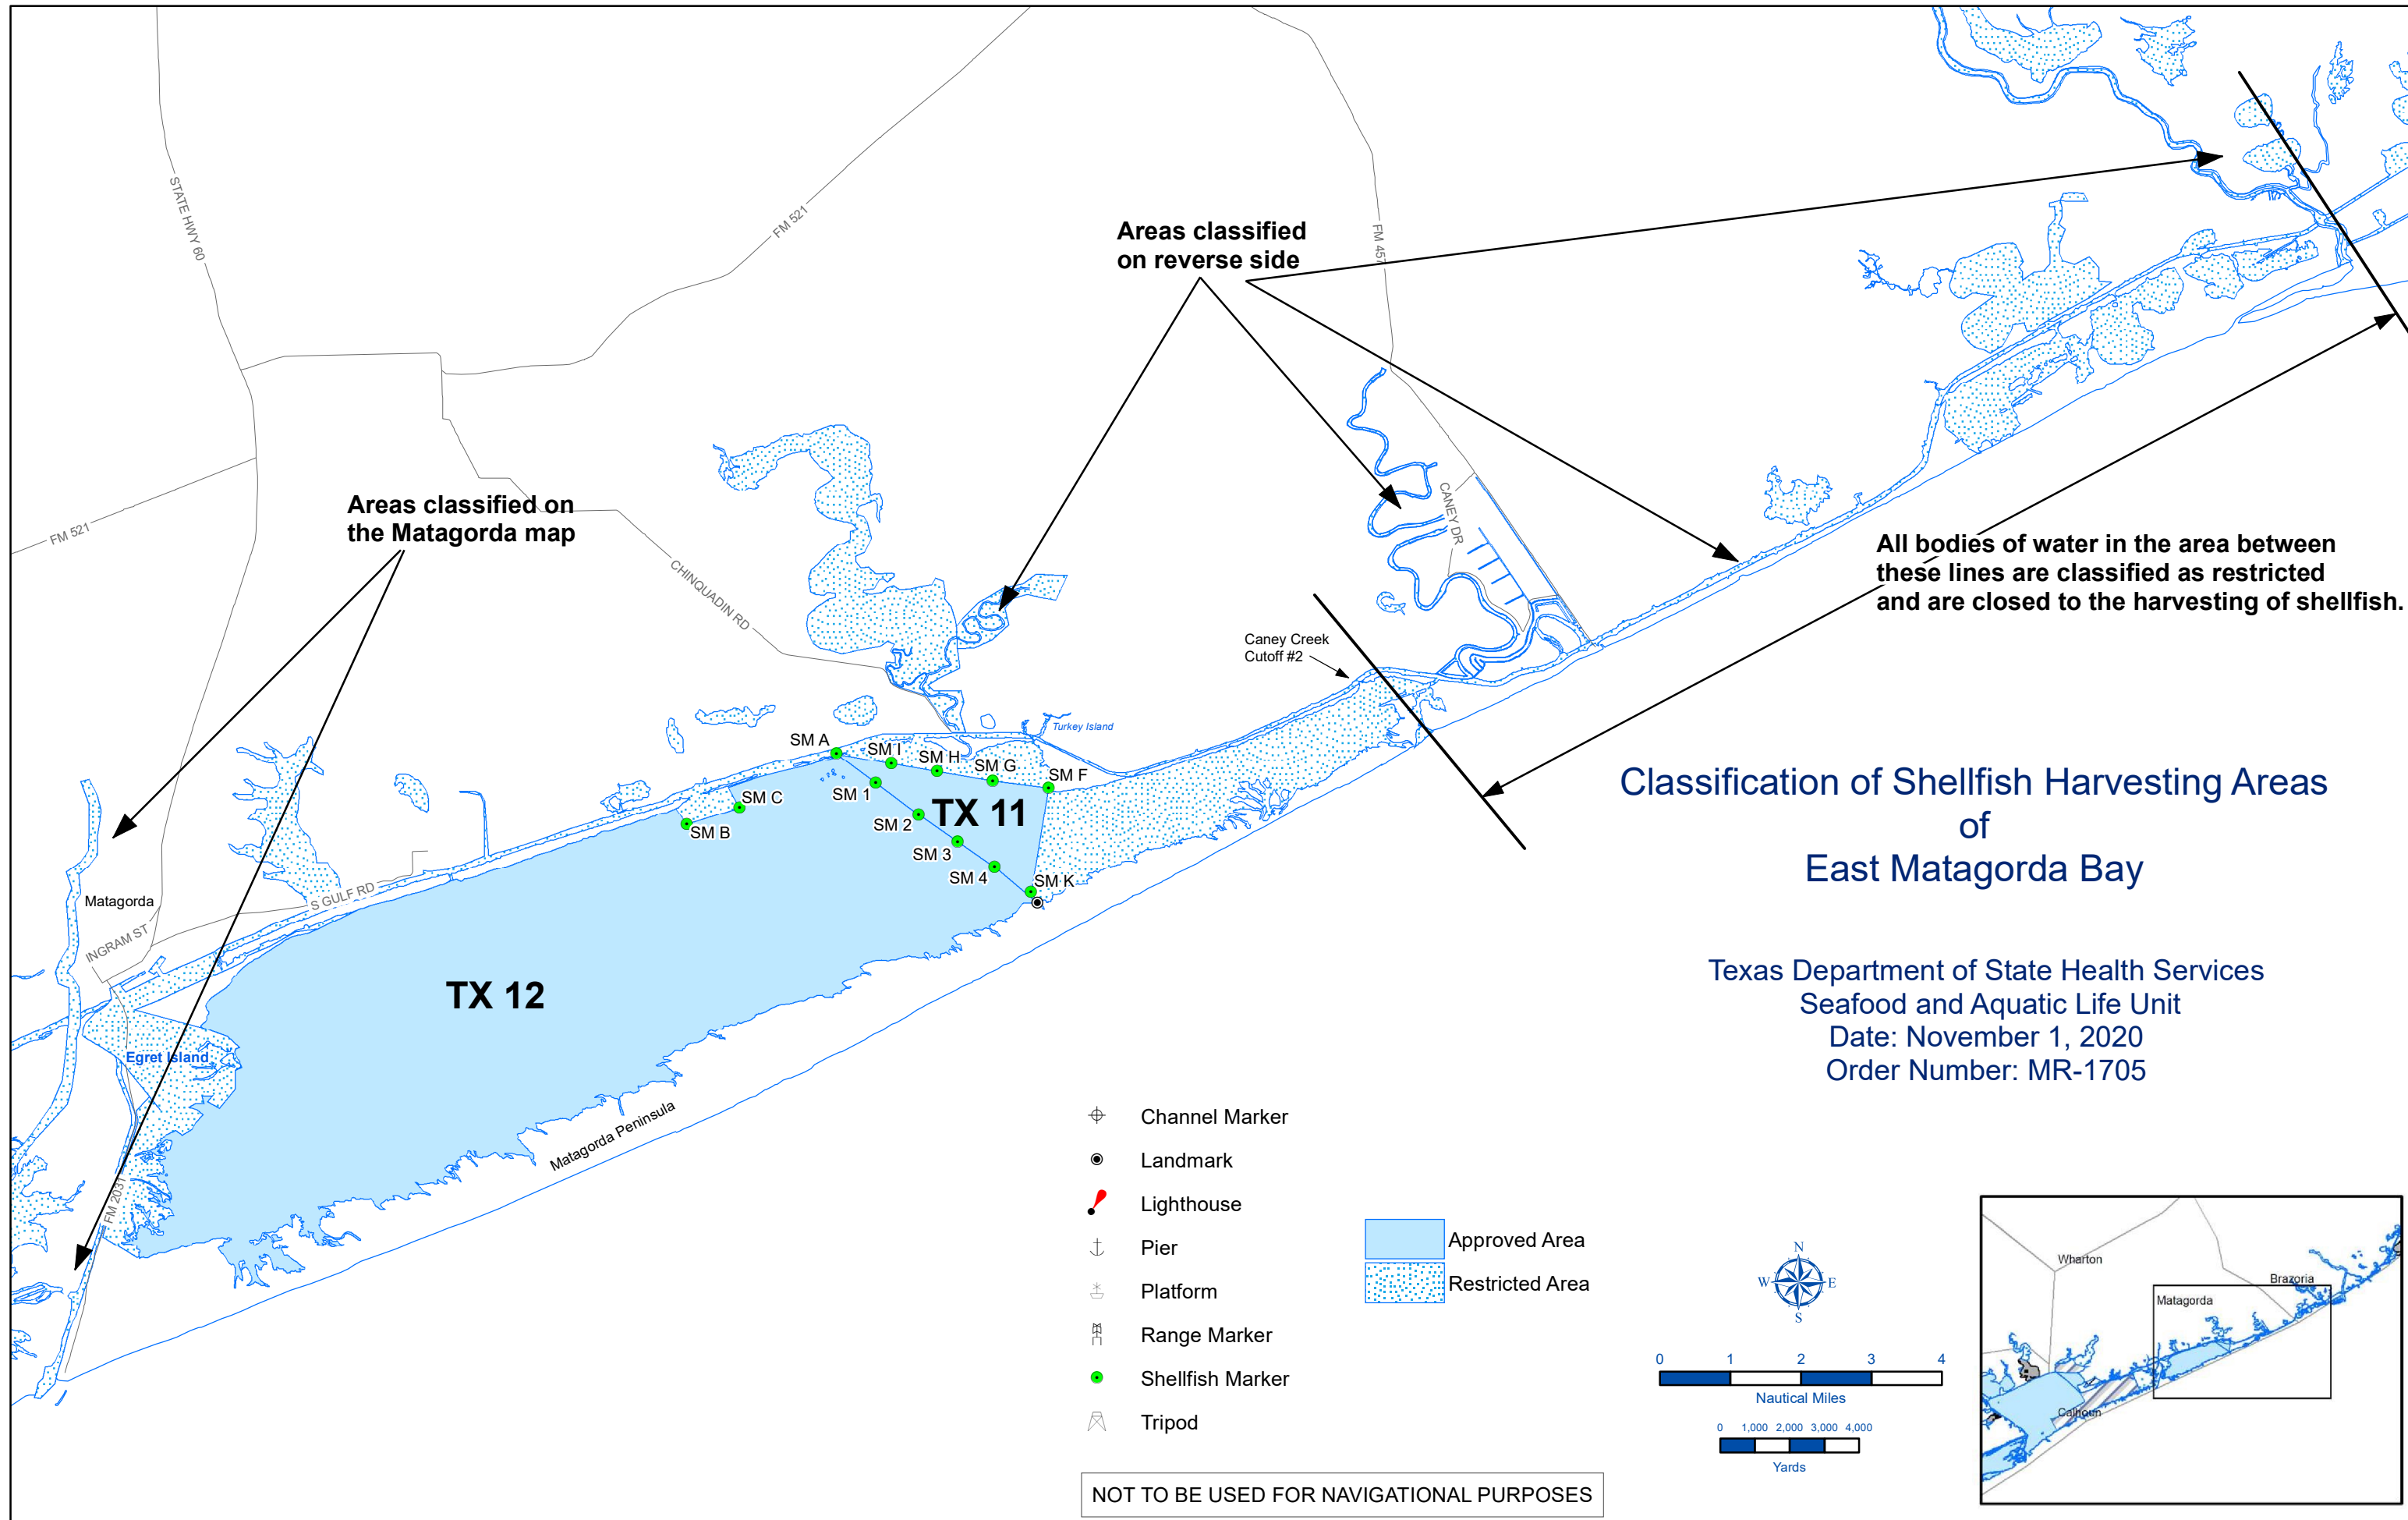 STATE HWY 60
FM 521
FM 457
Areas classified
on reverse side
Areas classified on
the Matagorda map
FM 521
CHINQUADIN RD
CANEY DR
All bodies of water in the area between
these lines are classified as restricted
and are closed to the harvesting of shellfish.
Caney Creek
Cutoff #2
Turkey Island
SM A
SM I
SM H
SM G
SM F
SM C
SM B
SM 1
SM 2
SM 3
SM 4
SM K
TX 11
TX 12
Matagorda
S GULF RD
INGRAM ST
Egret Island
FM 2031
Matagorda Peninsula
Classification of Shellfish Harvesting Areas
of
East Matagorda Bay
Texas Department of State Health Services
Seafood and Aquatic Life Unit
Date: November 1, 2020
Order Number: MR-1705
Channel Marker
Landmark
Lighthouse
Pier
Platform
Range Marker
Shellfish Marker
Tripod
Approved Area
Restricted Area
N
W E
S
0 1 2 3 4
Nautical Miles
0 1,000 2,000 3,000 4,000
Yards
Wharton
Brazoria
Matagorda
Calhoun
NOT TO BE USED FOR NAVIGATIONAL PURPOSES